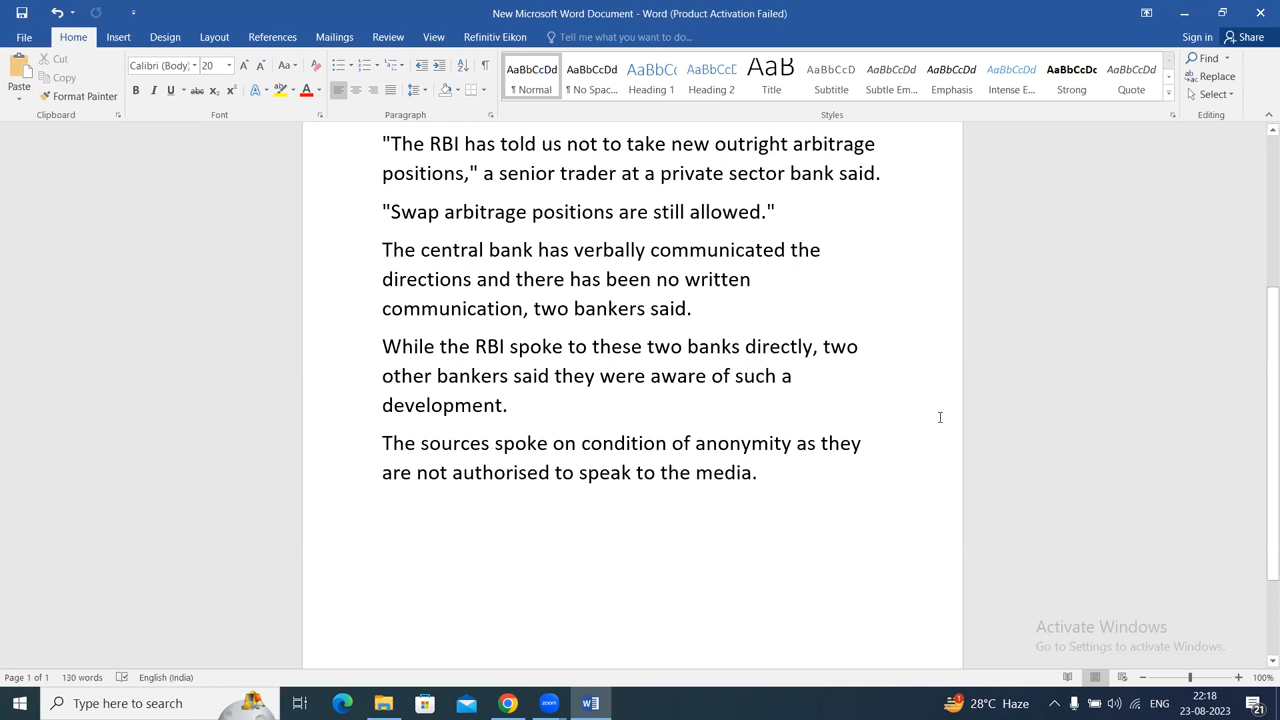 New Microsoft Word Document - Word (Product Activation Failed)
File Home Insert Design Layout References Mailings Review View Refinitiv Eikon Tell me what you want to do... Sign in Share
Paste Cut Copy Format Painter
Clipboard
Calibri (Body) 20
B I U abc X2 X2 Aa A A
Font
Paragraph
AaBbCcDd AaBbCcDd AaBbCc AaBbCcD AaB AaBbCcD AaBbCcDd AaBbCcDd AaBbCcDd AaBbCcDc AaBbCcDd
¶ Normal ¶ No Spac... Heading 1 Heading 2 Title Subtitle Subtle Em... Emphasis Intense E... Strong Quote
Styles
Find
Replace
Select
Editing
"The RBI has told us not to take new outright arbitrage
positions," a senior trader at a private sector bank said.
"Swap arbitrage positions are still allowed."
The central bank has verbally communicated the
directions and there has been no written
communication, two bankers said.
While the RBI spoke to these two banks directly, two
other bankers said they were aware of such a
development.
The sources spoke on condition of anonymity as they
are not authorised to speak to the media.
Activate Windows
Go to Settings to activate Windows.
Page 1 of 1 130 words English (India) 100%
Type here to search zoom 1 28°C Haze ENG 22:18
23-08-2023 21